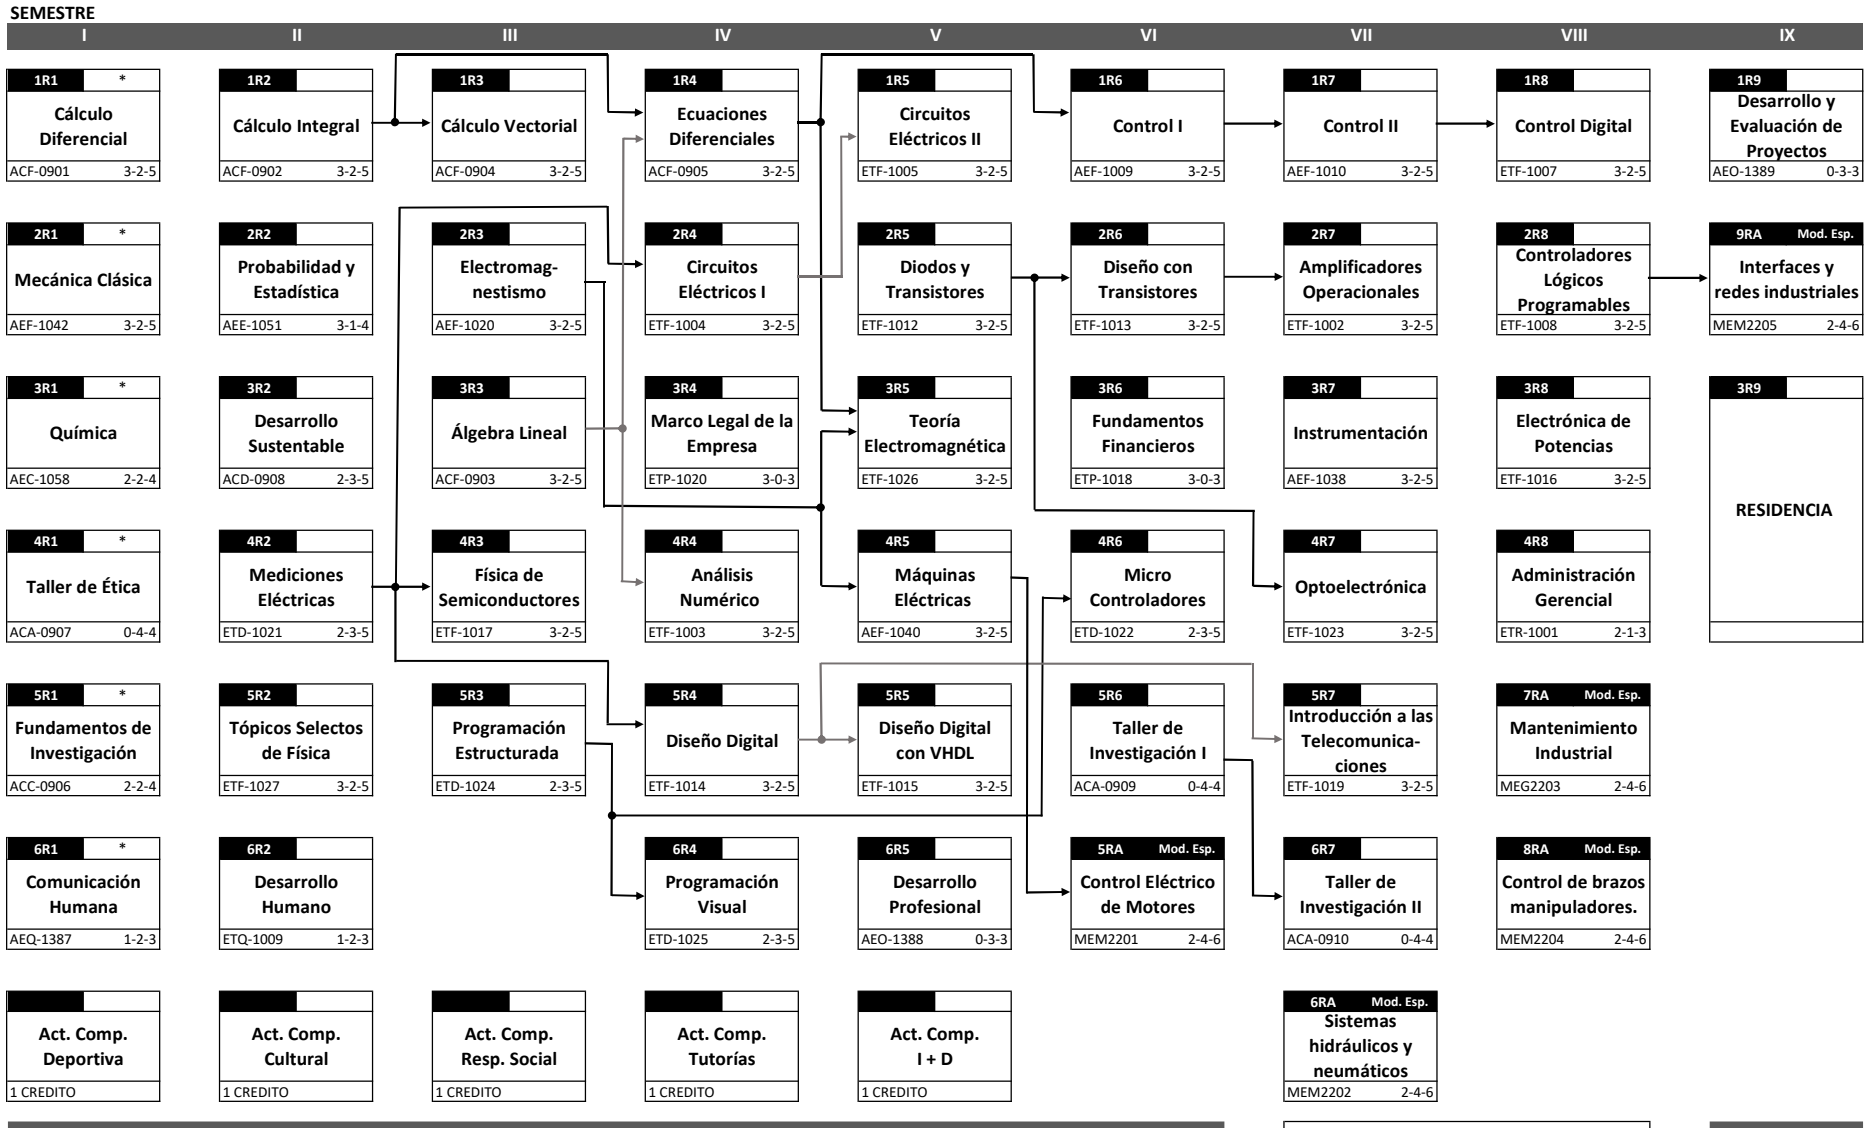 SEMESTRE
I II III IV V VI VII VIII IX
1R1 * 1R2 1R3 1R4 1R5 1R6 1R7 1R8 1R9
Cálculo
Diferencial
Cálculo Integral
Cálculo Vectorial
Ecuaciones
Diferenciales
Circuitos
Eléctricos II
Control I
Control II
Control Digital
Desarrollo y
Evaluación de
Proyectos
ACF-0901 3-2-5 ACF-0902 3-2-5 ACF-0904 3-2-5 ACF-0905 3-2-5 ETF-1005 3-2-5 AEF-1009 3-2-5 AEF-1010 3-2-5 ETF-1007 3-2-5 AEO-1389 0-3-3
2R1 * 2R2 2R3 2R4 2R5 2R6 2R7 2R8 9RA Mod. Esp.
Mecánica Clásica
Probabilidad y
Estadística
Electromag-
nestismo
Circuitos
Eléctricos I
Diodos y
Transistores
Diseño con
Transistores
Amplificadores
Operacionales
Controladores
Lógicos
Programables
Interfaces y
redes industriales
AEF-1042 3-2-5 AEE-1051 3-1-4 AEF-1020 3-2-5 ETF-1004 3-2-5 ETF-1012 3-2-5 ETF-1013 3-2-5 ETF-1002 3-2-5 ETF-1008 3-2-5 MEM2205 2-4-6
3R1 * 3R2 3R3 3R4 3R5 3R6 3R7 3R8 3R9
Química
Desarrollo
Sustentable
Álgebra Lineal
Marco Legal de la
Empresa
Teoría
Electromagnética
Fundamentos
Financieros
Instrumentación
Electrónica de
Potencias
RESIDENCIA
AEC-1058 2-2-4 ACD-0908 2-3-5 ACF-0903 3-2-5 ETP-1020 3-0-3 ETF-1026 3-2-5 ETP-1018 3-0-3 AEF-1038 3-2-5 ETF-1016 3-2-5
4R1 * 4R2 4R3 4R4 4R5 4R6 4R7 4R8
Taller de Ética
Mediciones
Eléctricas
Física de
Semiconductores
Análisis
Numérico
Máquinas
Eléctricas
Micro
Controladores
Optoelectrónica
Administración
Gerencial
ACA-0907 0-4-4 ETD-1021 2-3-5 ETF-1017 3-2-5 ETF-1003 3-2-5 AEF-1040 3-2-5 ETD-1022 2-3-5 ETF-1023 3-2-5 ETR-1001 2-1-3
5R1 * 5R2 5R3 5R4 5R5 5R6 5R7 7RA Mod. Esp.
Fundamentos de
Investigación
Tópicos Selectos
de Física
Programación
Estructurada
Diseño Digital
Diseño Digital
con VHDL
Taller de
Investigación I
Introducción a las
Telecomunica-
ciones
Mantenimiento
Industrial
ACC-0906 2-2-4 ETF-1027 3-2-5 ETD-1024 2-3-5 ETF-1014 3-2-5 ETF-1015 3-2-5 ACA-0909 0-4-4 ETF-1019 3-2-5 MEG2203 2-4-6
6R1 * 6R2 6R4 6R5 5RA Mod. Esp. 6R7 8RA Mod. Esp.
Comunicación
Humana
Desarrollo
Humano
Programación
Visual
Desarrollo
Profesional
Control Eléctrico
de Motores
Taller de
Investigación II
Control de brazos
manipuladores.
AEQ-1387 1-2-3 ETQ-1009 1-2-3 ETD-1025 2-3-5 AEO-1388 0-3-3 MEM2201 2-4-6 ACA-0910 0-4-4 MEM2204 2-4-6
6RA Mod. Esp.
Act. Comp.
Deportiva
Act. Comp.
Cultural
Act. Comp.
Resp. Social
Act. Comp.
Tutorías
Act. Comp.
I + D
Sistemas
hidráulicos y
neumáticos
1 CREDITO 1 CREDITO 1 CREDITO 1 CREDITO 1 CREDITO MEM2202 2-4-6